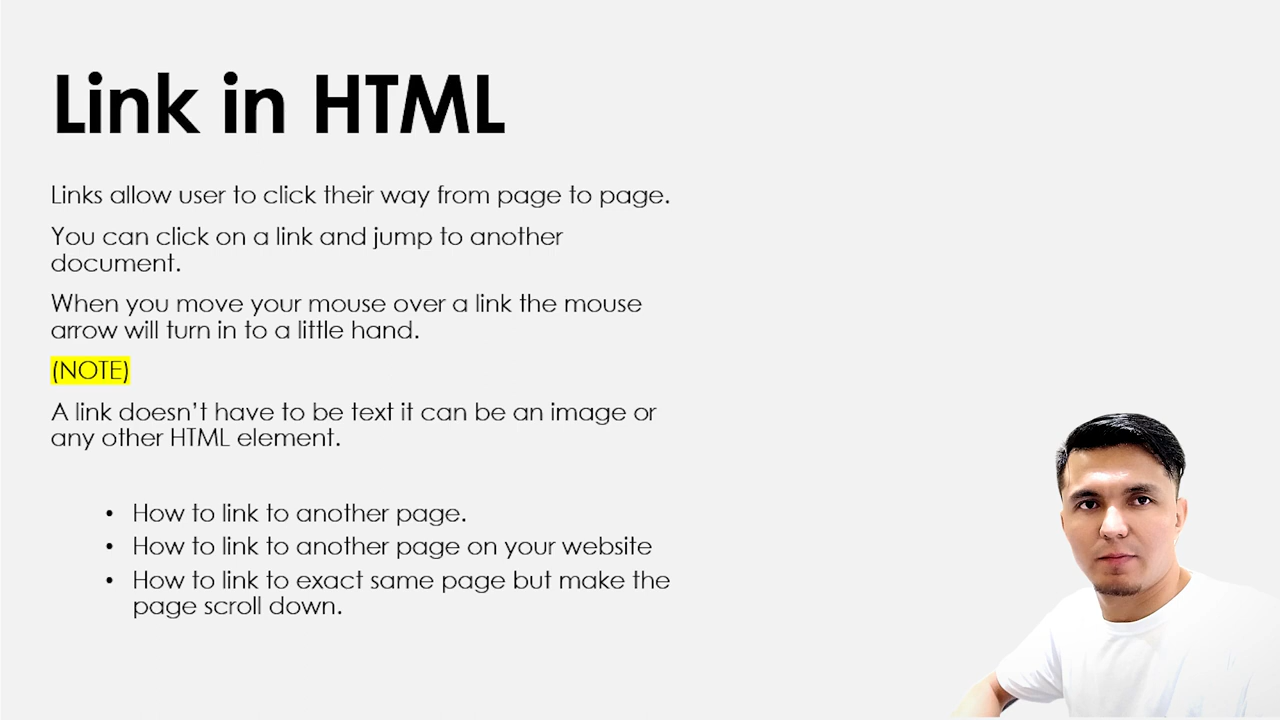 Link in HTML
Links allow user to click their way from page to page.
You can click on a link and jump to another
document.
When you move your mouse over a link the mouse
arrow will turn in to a little hand.
(NOTE)
A link doesn’t have to be text it can be an image or
any other HTML element.
• How to link to another page.
• How to link to another page on your website
• How to link to exact same page but make the
page scroll down.